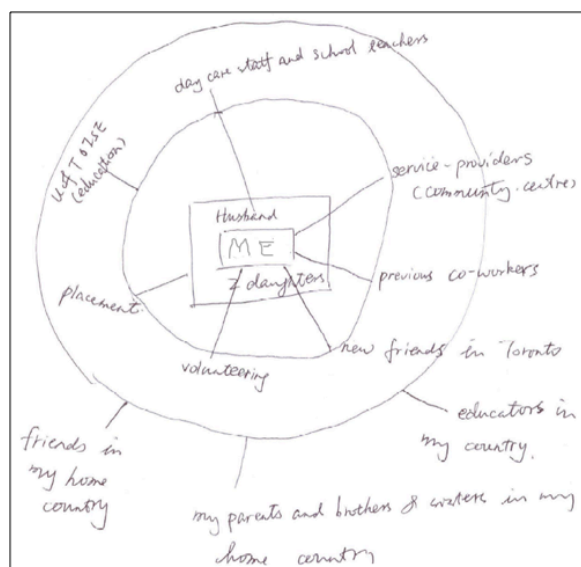 day care staff and school teachers
U of T OISE
(education)
service-providers
(community centre)
Husband
ME
2 daughters
previous co-workers
placement
volunteering
new friends in Toronto
educators in
my country.
friends in
my home
country
my parents and brothers & sisters in my
home country